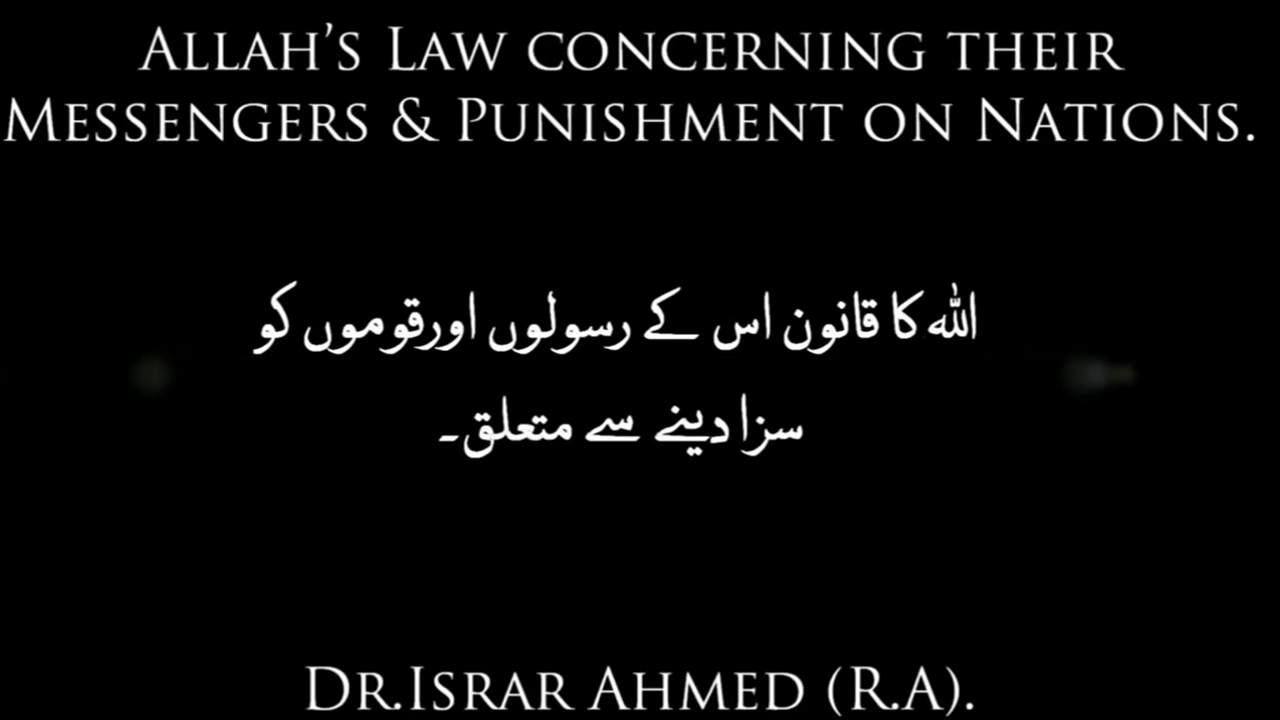 Allah’s Law concerning their
Messengers & Punishment on Nations.
اللہ کا قانون اس کے رسولوں اورقوموں کو
سزا دینے سے متعلق۔
Dr.Israr Ahmed (R.A).